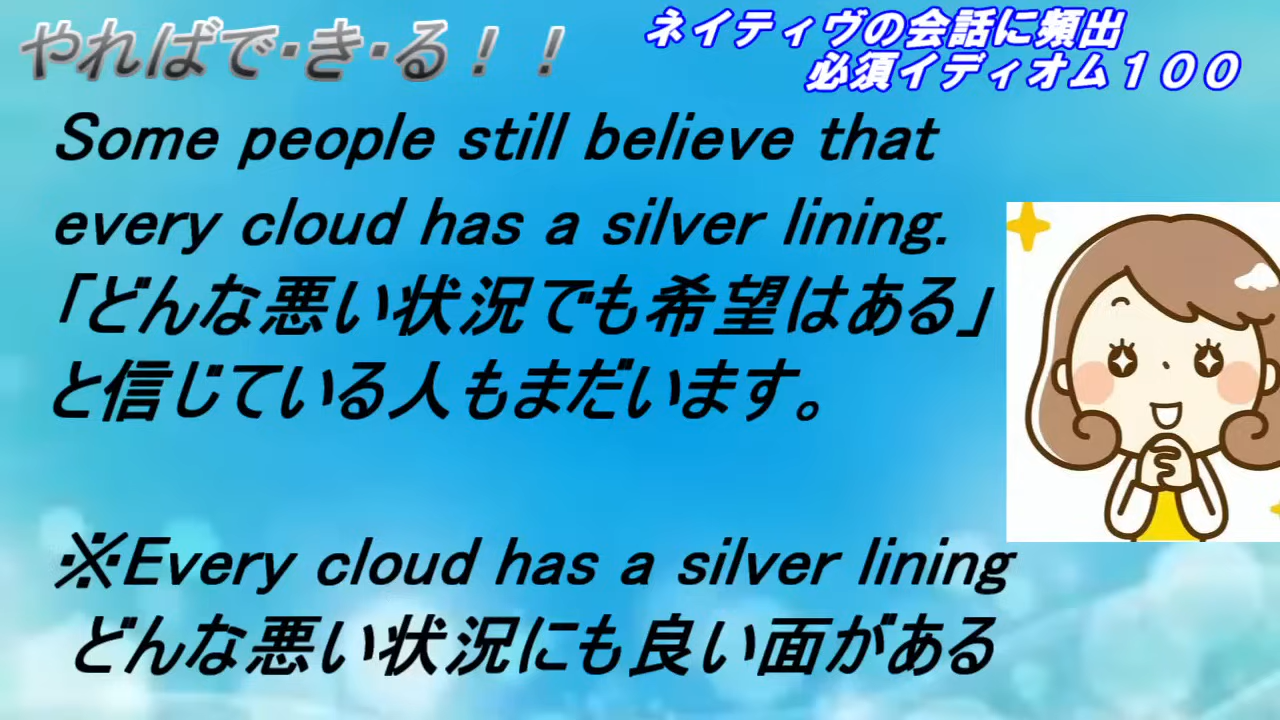 やればで・き・る！！
ネイティヴの会話に頻出
必須イディオム１００
Some people still believe that
every cloud has a silver lining.
「どんな悪い状況でも希望はある」
と信じている人もまだいます。
※Every cloud has a silver lining
どんな悪い状況にも良い面がある